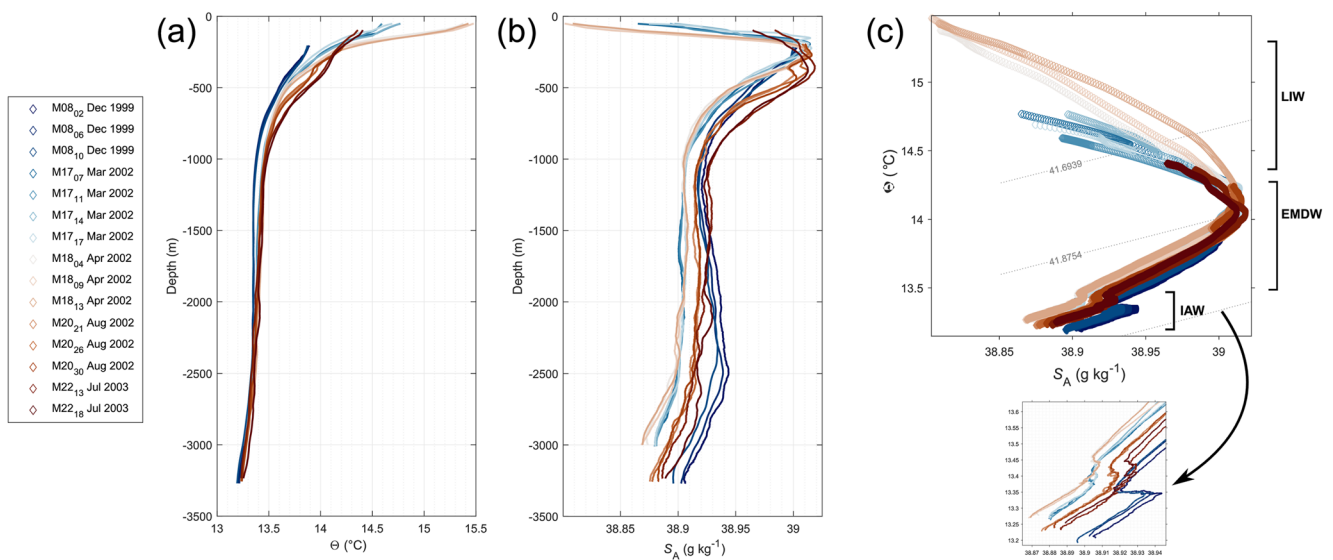 (a)
(b)
(c)
M08₀₂ Dec 1999
M08₀₆ Dec 1999
M08₁₀ Dec 1999
M17₀₇ Mar 2002
M17₁₁ Mar 2002
M17₁₄ Mar 2002
M17₁₇ Mar 2002
M18₀₄ Apr 2002
M18₀₉ Apr 2002
M18₁₃ Apr 2002
M20₂₁ Aug 2002
M20₂₆ Aug 2002
M20₃₀ Aug 2002
M22₁₃ Jul 2003
M22₁₈ Jul 2003
0
-500
-1000
-1500
-2000
-2500
-3000
-3500
Depth (m)
13 13.5 14 14.5 15 15.5
Θ (°C)
0
-500
-1000
-1500
-2000
-2500
-3000
-3500
Depth (m)
38.85 38.9 38.95 39
S_A (g kg⁻¹)
15
14.5
14
13.5
Θ (°C)
41.6939
41.8754
LIW
EMDW
IAW
38.85 38.9 38.95 39
S_A (g kg⁻¹)
13.6
13.55
13.5
13.45
13.4
13.35
13.3
13.25
13.2
38.87 38.88 38.89 38.9 38.91 38.92 38.93 38.94